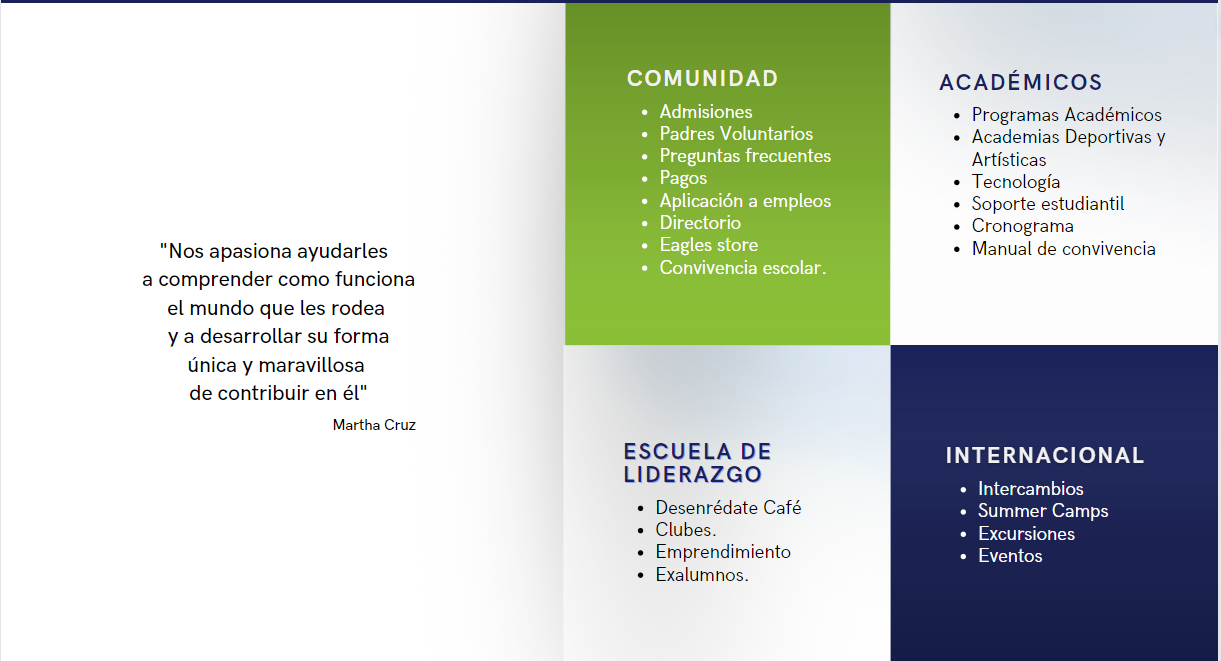 "Nos apasiona ayudarles
a comprender como funciona
el mundo que les rodea
y a desarrollar su forma
única y maravillosa
de contribuir en él"
Martha Cruz
COMUNIDAD
• Admisiones
• Padres Voluntarios
• Preguntas frecuentes
• Pagos
• Aplicación a empleos
• Directorio
• Eagles store
• Convivencia escolar.
ACADÉMICOS
• Programas Académicos
• Academias Deportivas y
Artísticas
• Tecnología
• Soporte estudiantil
• Cronograma
• Manual de convivencia
ESCUELA DE
LIDERAZGO
• Desenrédate Café
• Clubes.
• Emprendimiento
• Exalumnos.
INTERNACIONAL
• Intercambios
• Summer Camps
• Excursiones
• Eventos